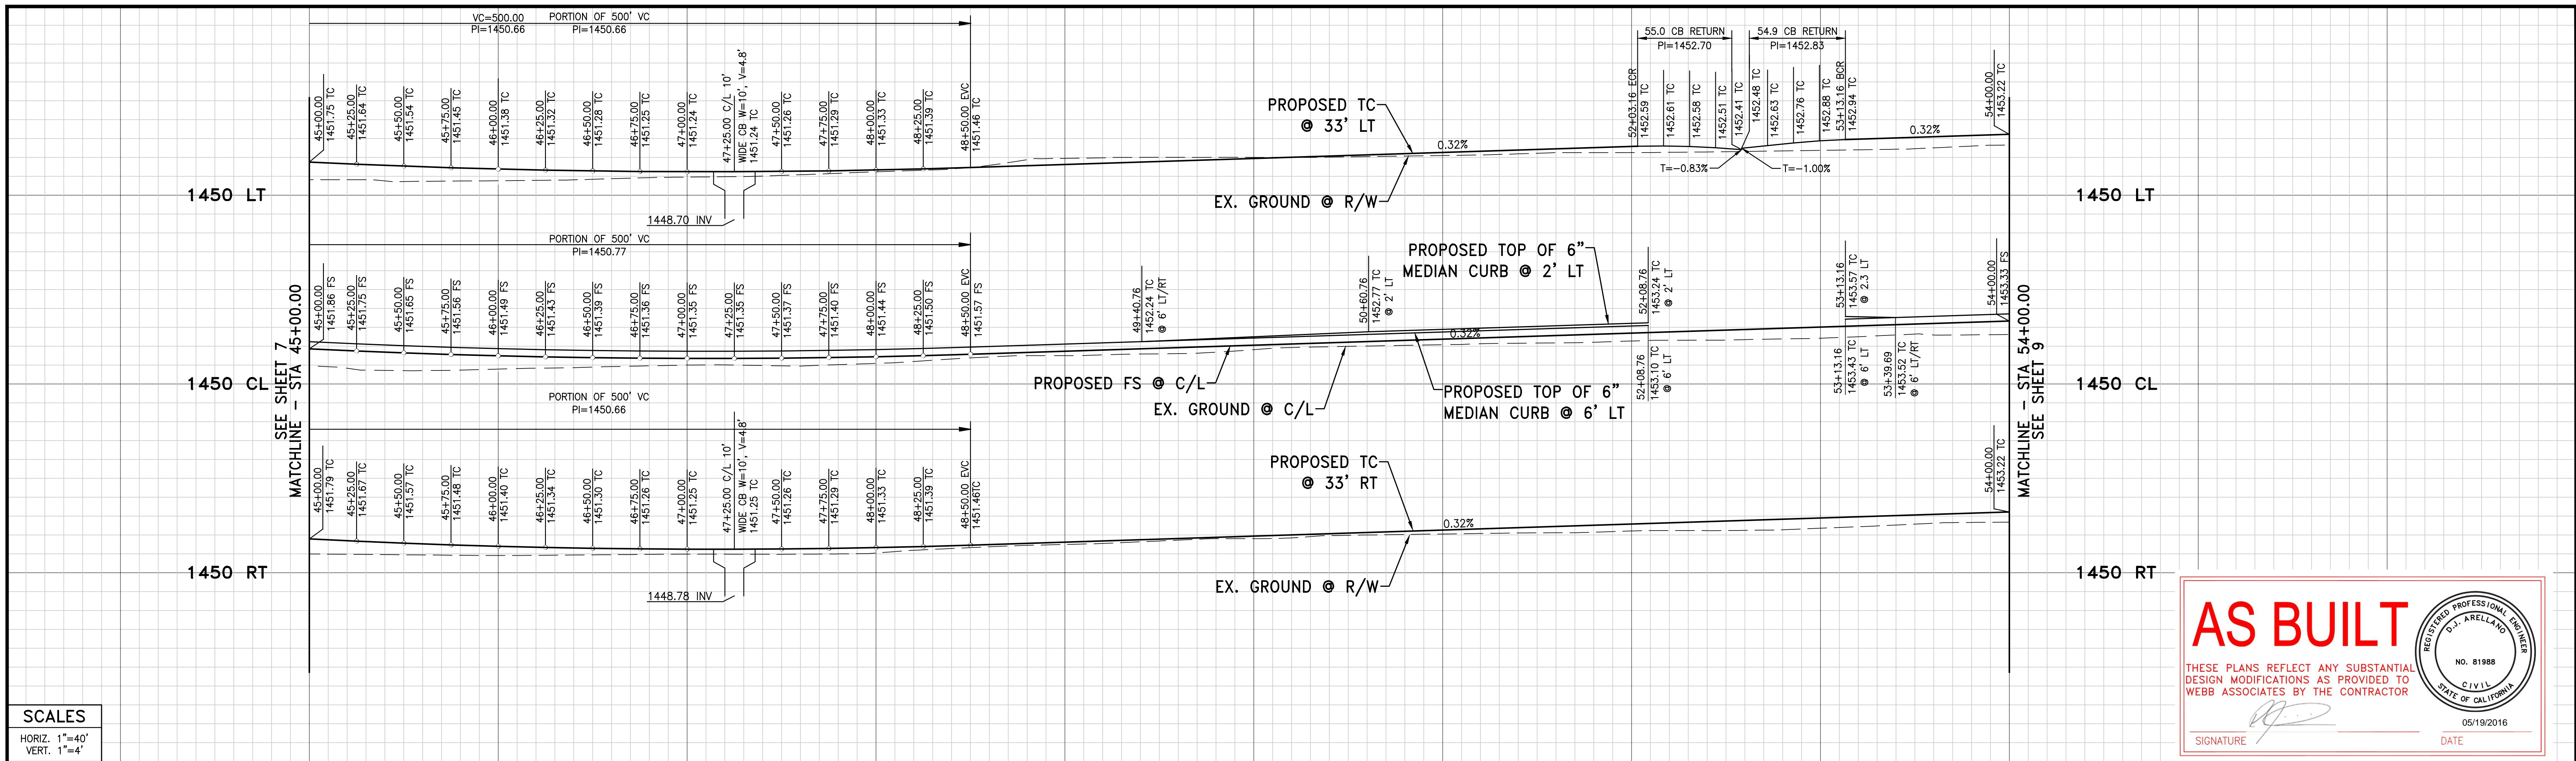 VC=500.00
PI=1450.66
PORTION OF 500' VC
PI=1450.66
45+00.00
1451.75 TC
45+25.00
1451.64 TC
45+50.00
1451.54 TC
45+75.00
1451.45 TC
46+00.00
1451.38 TC
46+25.00
1451.32 TC
46+50.00
1451.28 TC
46+75.00
1451.25 TC
47+00.00
1451.24 TC
47+25.00 C/L 10'
WIDE CB W=10', V=4.8'
1451.24 TC
47+50.00
1451.26 TC
47+75.00
1451.29 TC
48+00.00
1451.33 TC
48+25.00
1451.39 TC
48+50.00 EVC
1451.46 TC
PROPOSED TC
@ 33' LT
0.32%
55.0 CB RETURN
PI=1452.70
54.9 CB RETURN
PI=1452.83
52+03.16 ECR
1452.59 TC
1452.61 TC
1452.58 TC
1452.51 TC
1452.41 TC
1452.48 TC
1452.63 TC
1452.76 TC
1452.88 TC
53+13.16 BCR
1452.94 TC
0.32%
54+00.00
1453.22 TC
T=-0.83%
T=-1.00%
1450 LT
EX. GROUND @ R/W
1450 LT
1448.70 INV
PORTION OF 500' VC
PI=1450.77
45+00.00
1451.86 FS
45+25.00
1451.75 FS
45+50.00
1451.65 FS
45+75.00
1451.56 FS
46+00.00
1451.49 FS
46+25.00
1451.43 FS
46+50.00
1451.39 FS
46+75.00
1451.36 FS
47+00.00
1451.35 FS
47+25.00
1451.35 FS
47+50.00
1451.37 FS
47+75.00
1451.40 FS
48+00.00
1451.44 FS
48+25.00
1451.50 FS
48+50.00 EVC
1451.57 FS
49+40.76
1452.24 TC
@ 6' LT/RT
50+60.76
1452.77 TC
@ 2' LT
PROPOSED TOP OF 6"
MEDIAN CURB @ 2' LT
52+08.76
1453.24 TC
@ 2' LT
53+13.16
1453.57 TC
@ 2.3 LT
54+00.00
1453.33 FS
0.32%
SEE SHEET 7
MATCHLINE - STA 45+00.00
MATCHLINE - STA 54+00.00
SEE SHEET 9
1450 CL
PROPOSED FS @ C/L
EX. GROUND @ C/L
PROPOSED TOP OF 6"
MEDIAN CURB @ 6' LT
52+08.76
1453.10 TC
@ 6' LT
53+13.16
1453.43 TC
@ 6' LT
53+39.69
1453.52 TC
@ 6' LT/RT
1450 CL
PORTION OF 500' VC
PI=1450.66
45+00.00
1451.79 TC
45+25.00
1451.67 TC
45+50.00
1451.57 TC
45+75.00
1451.48 TC
46+00.00
1451.40 TC
46+25.00
1451.34 TC
46+50.00
1451.30 TC
46+75.00
1451.26 TC
47+00.00
1451.25 TC
47+25.00 C/L 10'
WIDE CB W=10', V=4.8'
1451.25 TC
47+50.00
1451.26 TC
47+75.00
1451.29 TC
48+00.00
1451.33 TC
48+25.00
1451.39 TC
48+50.00 EVC
1451.46TC
PROPOSED TC
@ 33' RT
0.32%
54+00.00
1453.22 TC
1450 RT
EX. GROUND @ R/W
1450 RT
1448.78 INV
AS BUILT
THESE PLANS REFLECT ANY SUBSTANTIAL
DESIGN MODIFICATIONS AS PROVIDED TO
WEBB ASSOCIATES BY THE CONTRACTOR
REGISTERED PROFESSIONAL ENGINEER
D.J. ARELLANO
NO. 81988
CIVIL
STATE OF CALIFORNIA
05/19/2016
SIGNATURE
DATE
SCALES
HORIZ. 1"=40'
VERT. 1"=4'